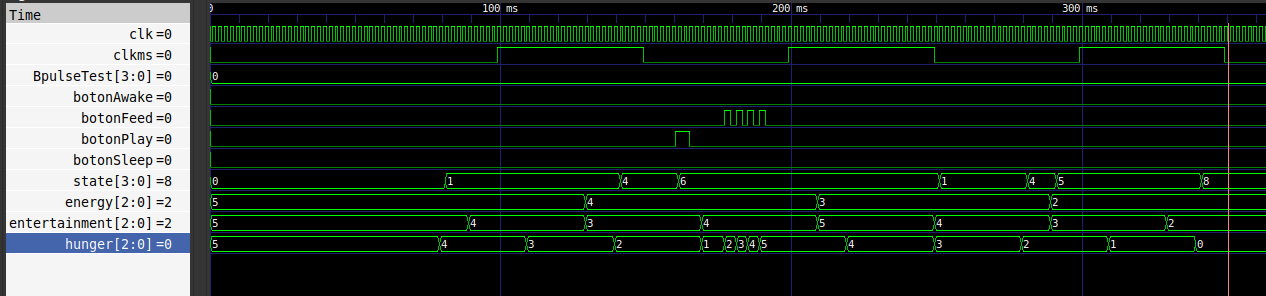 Time
0 100 ms 200 ms 300 ms
clk=0
clkms=0
BpulseTest[3:0]=0 0
botonAwake=0
botonFeed=0
botonPlay=0
botonSleep=0
state[3:0]=8 0 1 4 6 1 4 5 8
energy[2:0]=2 5 4 3 2
entertainment[2:0]=2 5 4 3 4 5 4 3 2
hunger[2:0]=0 5 4 3 2 1 2 3 4 5 4 3 2 1 0